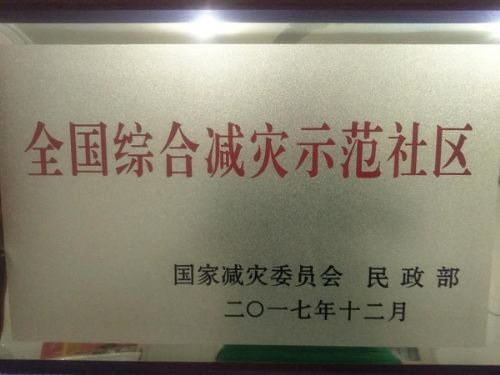 全国综合减灾示范社区
国家减灾委员会 民政部
二〇一七年十二月